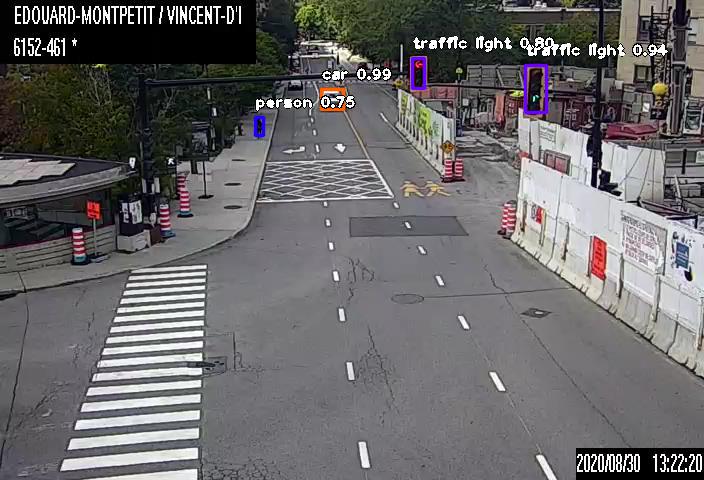 EDOUARD-MONTPETIT / VINCENT-D'I
6152-461 *
traffic light 0.80
traffic light 0.94
car 0.99
person 0.75
2020/08/30 13:22:20